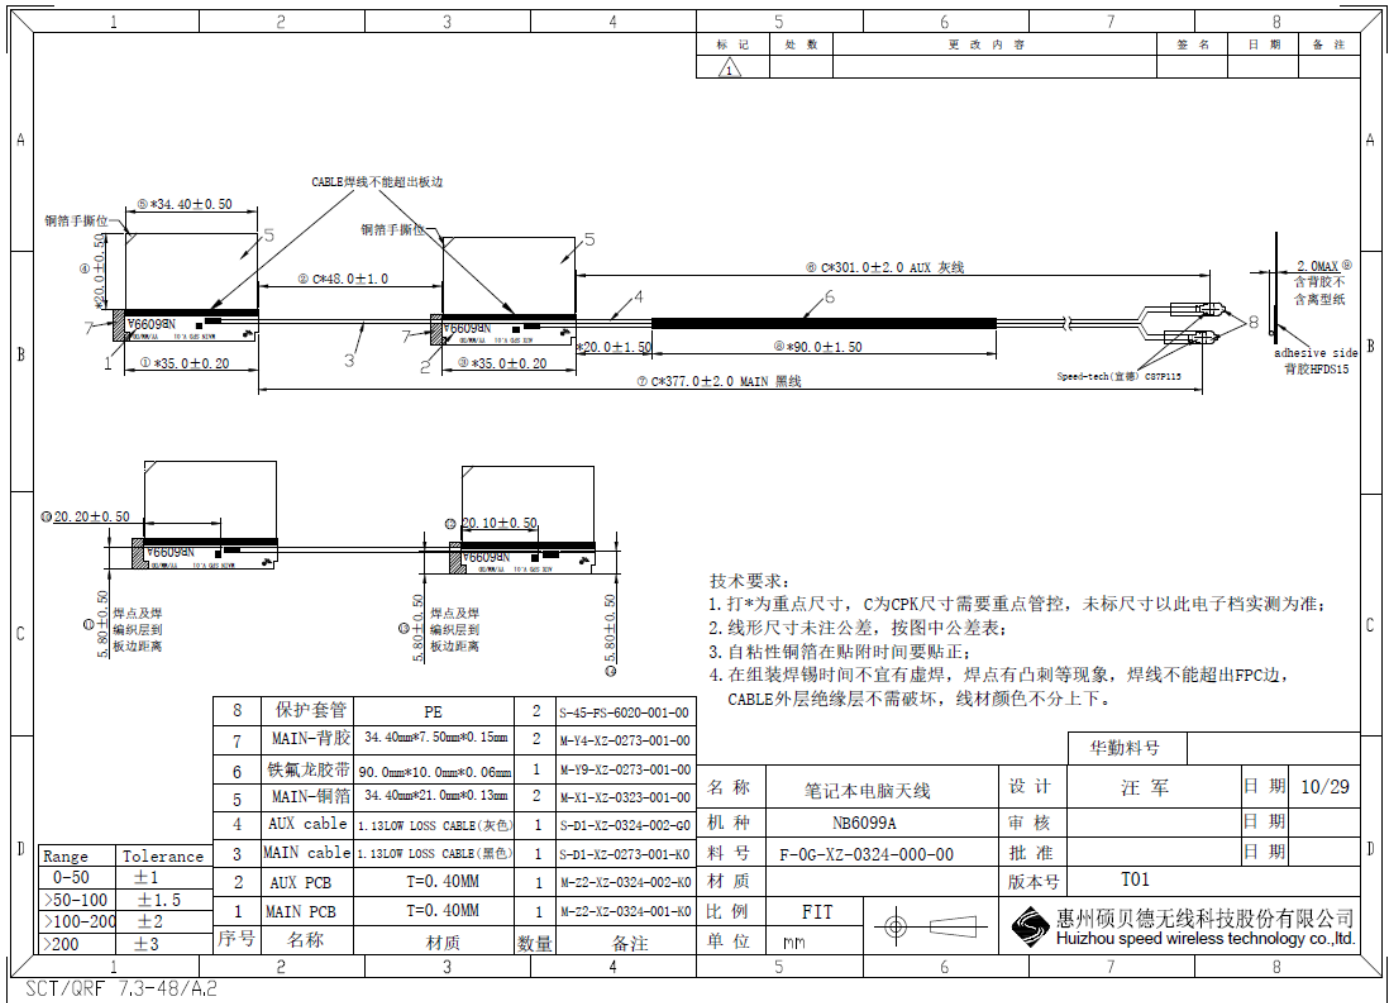 1 2 3 4 5 6 7 8
标 记 处 数 更 改 内 容 签 名 日 期 备 注
1
A A
CABLE焊线不能超出板边
⑤*34.40±0.50
铜箔手撕位
铜箔手撕位
5
5
④ *20.0±0.50
② C*48.0±1.0
⑥ C*301.0±2.0 AUX 灰线
2.0MAX
含背胶不
含离型纸
4
6
7
NB6099A
7
NB6099A
8
1
3
2
① *35.0±0.20
③ *35.0±0.20
*20.0±1.50
⑧*90.0±1.50
B B
adhesive side
背胶HFDS15
Speed-tech(宣德) C87P115
⑦ C*377.0±2.0 MAIN 黑线
20.20±0.50
20.10±0.50
NB6099A
NB6099A
5.80±0.50
焊点及焊
编织层到
板边距离
5.80±0.50
焊点及焊
编织层到
板边距离
5.80±0.50
C C
技术要求:
1. 打*为重点尺寸, C为CPK尺寸需要重点管控, 未标尺寸以此电子档实测为准;
2. 线形尺寸未注公差, 按图中公差表;
3. 自粘性铜箔在贴附时间要贴正;
4. 在组装焊锡时间不宜有虚焊, 焊点有凸刺等现象, 焊线不能超出FPC边,
CABLE外层绝缘层不需破坏, 线材颜色不分上下。
8 保护套管 PE 2 S-45-FS-6020-001-00
7 MAIN-背胶 34.40mm*7.50mm*0.15mm 2 M-Y4-XZ-0273-001-00
6 铁氟龙胶带 90.0mm*10.0mm*0.06mm 1 M-Y9-XZ-0273-001-00
5 MAIN-铜箔 34.40mm*21.0mm*0.13mm 2 M-X1-XZ-0323-001-00
4 AUX cable 1.13LOW LOSS CABLE(灰色) 1 S-D1-XZ-0324-002-G0
3 MAIN cable 1.13LOW LOSS CABLE(黑色) 1 S-D1-XZ-0273-001-K0
2 AUX PCB T=0.40MM 1 M-Z2-XZ-0324-002-K0
1 MAIN PCB T=0.40MM 1 M-Z2-XZ-0324-001-K0
序号 名称 材质 数量 备注
Range Tolerance
0-50 ±1
>50-100 ±1.5
>100-200 ±2
>200 ±3
D D
华勤料号
名 称 笔记本电脑天线 设 计 汪 军 日 期 10/29
机 种 NB6099A 审 核 日 期
料 号 F-0G-XZ-0324-000-00 批 准 日 期
材 质 版本号 T01
比 例 FIT
单 位 mm
惠州硕贝德无线科技股份有限公司
Huizhou speed wireless technology co.,ltd.
1 2 3 4 5 6 7 8
SCT/QRF 7.3-48/A.2